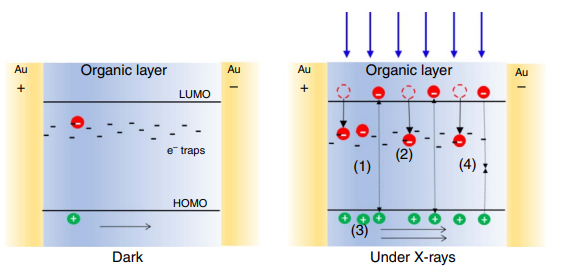 Au
+
Organic layer
Au
−
LUMO
e⁻ traps
HOMO
Dark
Au
+
Organic layer
Au
−
(1)
(2)
(4)
(3)
Under X-rays